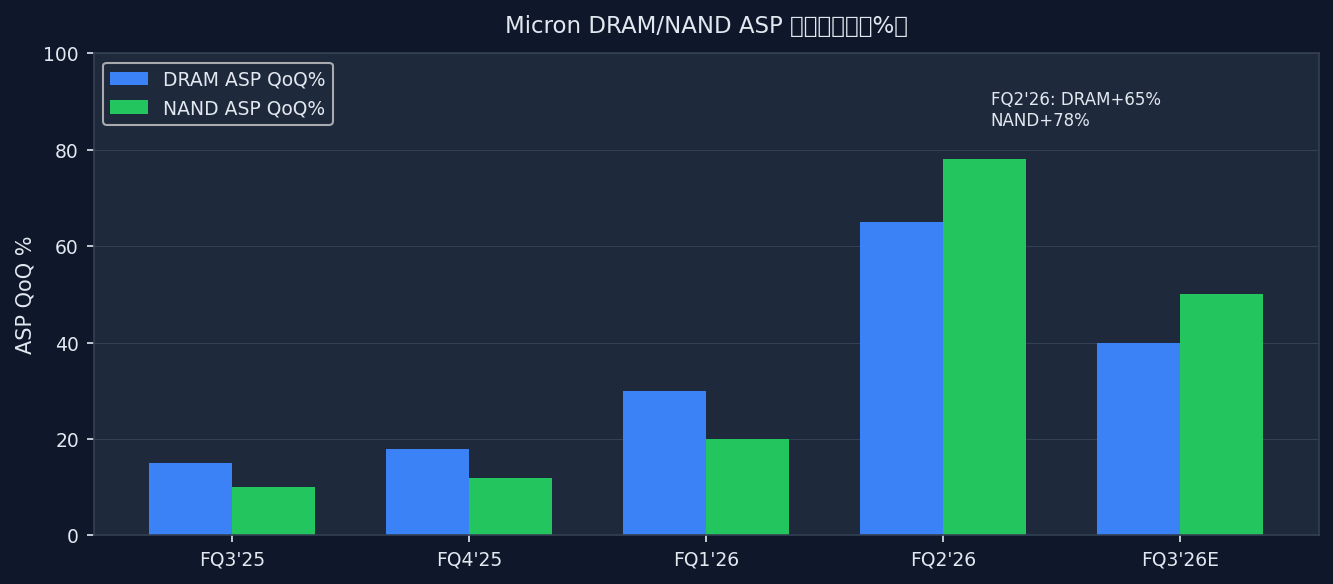 Micron DRAM/NAND ASP %
100
80
60
40
20
0
ASP QoQ %
DRAM ASP QoQ%
NAND ASP QoQ%
FQ2'26: DRAM+65%
NAND+78%
FQ3'25
FQ4'25
FQ1'26
FQ2'26
FQ3'26E